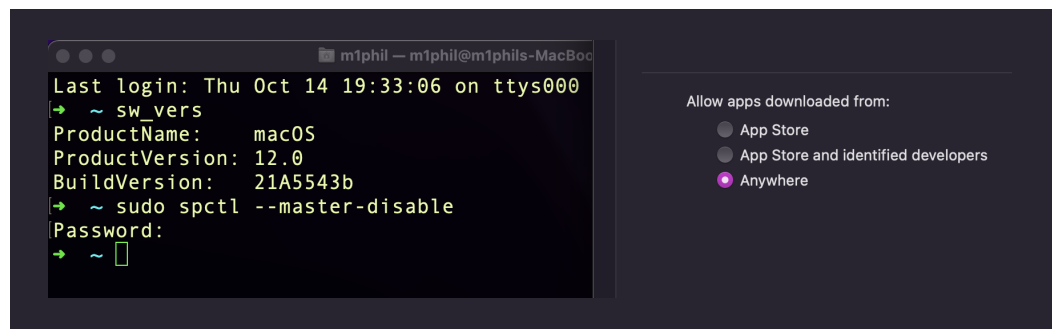 m1phil — m1phil@m1phils-MacBoo
Last login: Thu Oct 14 19:33:06 on ttys000
➜  ~ sw_vers
ProductName:    macOS
ProductVersion: 12.0
BuildVersion:   21A5543b
➜  ~ sudo spctl --master-disable
Password:
➜  ~
Allow apps downloaded from:
App Store
App Store and identified developers
Anywhere